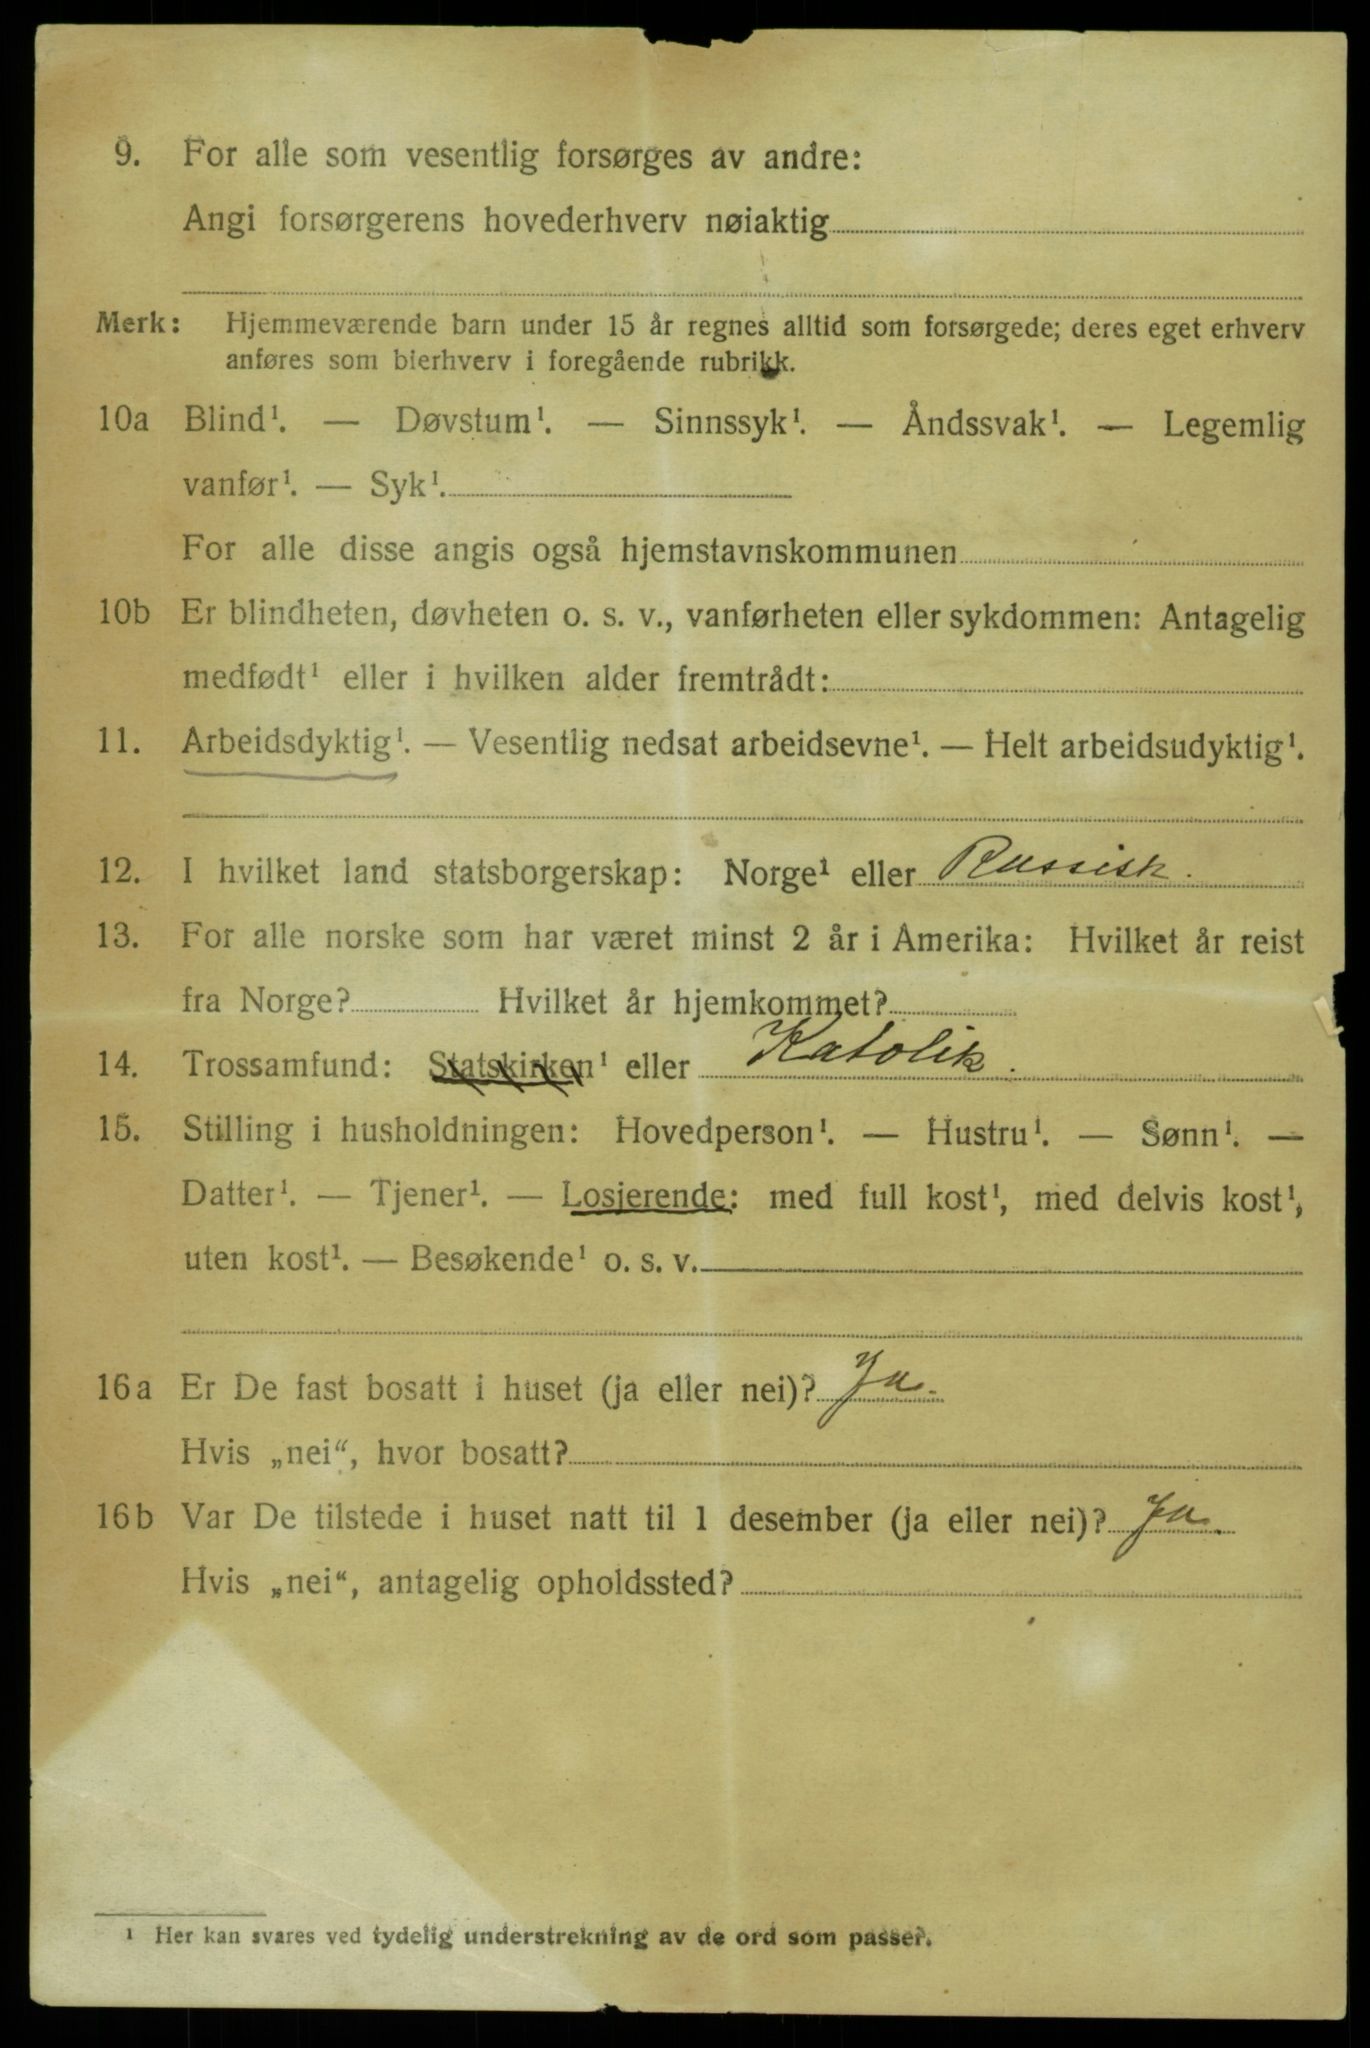 9. For alle som vesentlig forsørges av andre:
Angi forsørgerens hovederhverv nøiaktig
Merk: Hjemmeværende barn under 15 år regnes alltid som forsørgede; deres eget erhverv
anføres som bierhverv i foregående rubrikk.
10a Blind¹. — Døvstum¹. — Sinnssyk¹. — Åndssvak¹. — Legemlig
vanfør¹. — Syk¹.
For alle disse angis også hjemstavnskommunen
10b Er blindheten, døvheten o. s. v., vanførheten eller sykdommen: Antagelig
medfødt¹ eller i hvilken alder fremtrådt:
11. Arbeidsdyktig¹. — Vesentlig nedsat arbeidsevne¹. — Helt arbeidsudyktig¹.
12. I hvilket land statsborgerskap: Norge¹ eller Russisk.
13. For alle norske som har været minst 2 år i Amerika: Hvilket år reist
fra Norge? Hvilket år hjemkommet?
14. Trossamfund: Statskirken¹ eller Katolik.
15. Stilling i husholdningen: Hovedperson¹. — Hustru¹. — Sønn¹. —
Datter¹. — Tjener¹. — Losjerende: med full kost¹, med delvis kost¹,
uten kost¹. — Besøkende¹ o. s. v.
16a Er De fast bosatt i huset (ja eller nei)? Ja.
Hvis „nei“, hvor bosatt?
16b Var De tilstede i huset natt til 1 desember (ja eller nei)? Ja.
Hvis „nei“, antagelig opholdssted?
¹ Her kan svares ved tydelig understrekning av de ord som passer.